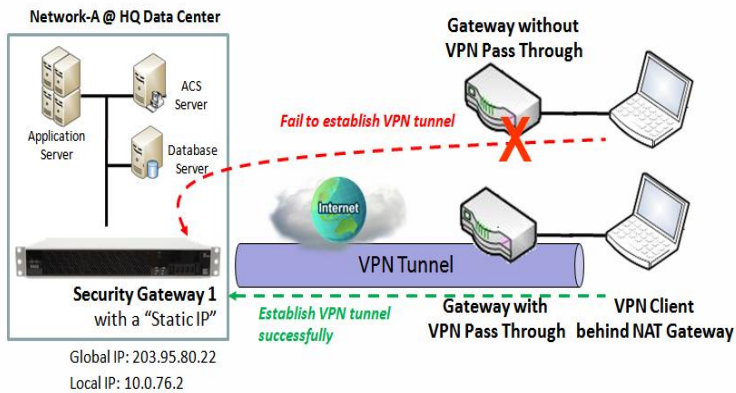 Network-A @ HQ Data Center
Gateway without
VPN Pass Through
ACS
Server
Application
Server
Database
Server
Fail to establish VPN tunnel
X
Internet
VPN Tunnel
Security Gateway 1
with a “Static IP”
Establish VPN tunnel
successfully
Gateway with
VPN Pass Through
VPN Client
behind NAT Gateway
Global IP: 203.95.80.22
Local IP: 10.0.76.2